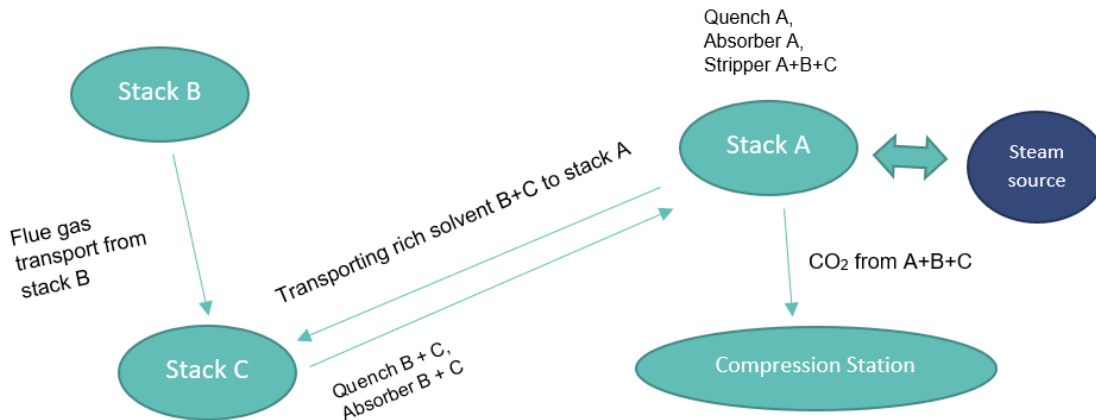 Quench A,
Absorber A,
Stripper A+B+C
Stack B
Stack A
Steam
source
Transporting rich solvent B+C to stack A
Flue gas
transport from
stack B
CO₂ from A+B+C
Stack C
Quench B + C,
Absorber B + C
Compression Station